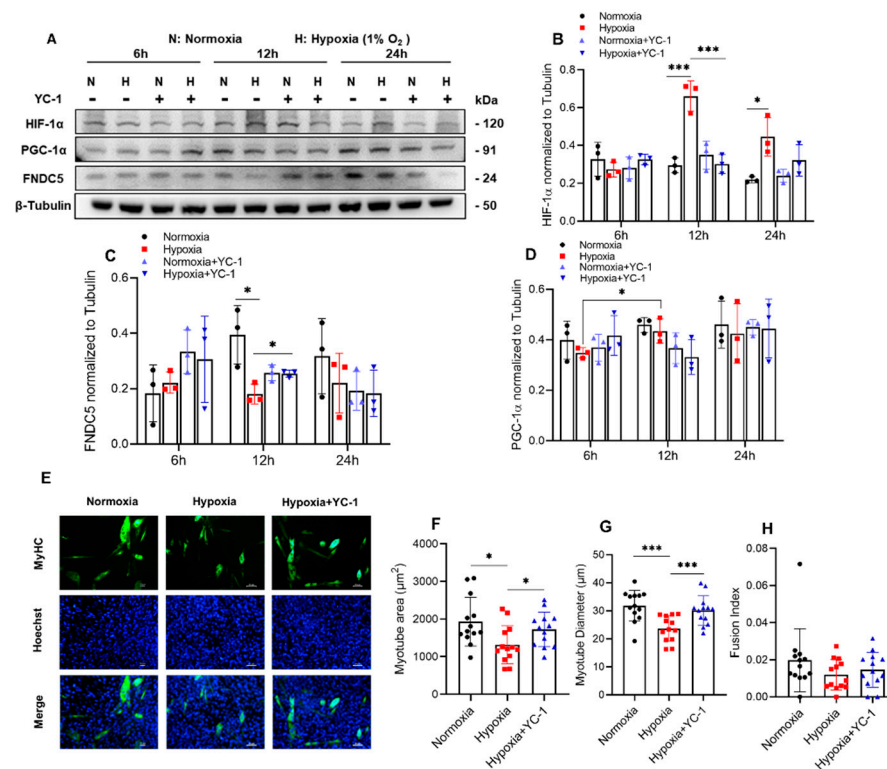 A N: Normoxia H: Hypoxia (1% O2 )
6h 12h 24h
N H N H N H N H N H N H
YC-1 - - + + - - + + - - + + kDa
HIF-1α - 120
PGC-1α - 91
FNDC5 - 24
β-Tubulin - 50
B
Normoxia
Hypoxia
Normoxia+YC-1
Hypoxia+YC-1
HIF-1α normalized to Tubulin
0.8
0.6
0.4
0.2
0.0
*** *** *
6h 12h 24h
C
Normoxia
Hypoxia
Normoxia+YC-1
Hypoxia+YC-1
FNDC5 normalized to Tubulin
0.6
0.4
0.2
0.0
* *
6h 12h 24h
D
Normoxia
Hypoxia
Normoxia+YC-1
Hypoxia+YC-1
PGC-1α normalized to Tubulin
0.6
0.4
0.2
0.0
*
6h 12h 24h
E
Normoxia Hypoxia Hypoxia+YC-1
MyHC
Hoechst
Merge
F
Myotube area (μm²)
4000
3000
2000
1000
0
* *
Normoxia Hypoxia Hypoxia+YC-1
G
Myotube Diameter (μm)
50
40
30
20
10
0
*** ***
Normoxia Hypoxia Hypoxia+YC-1
H
Fusion Index
0.08
0.06
0.04
0.02
0.00
Normoxia Hypoxia Hypoxia+YC-1